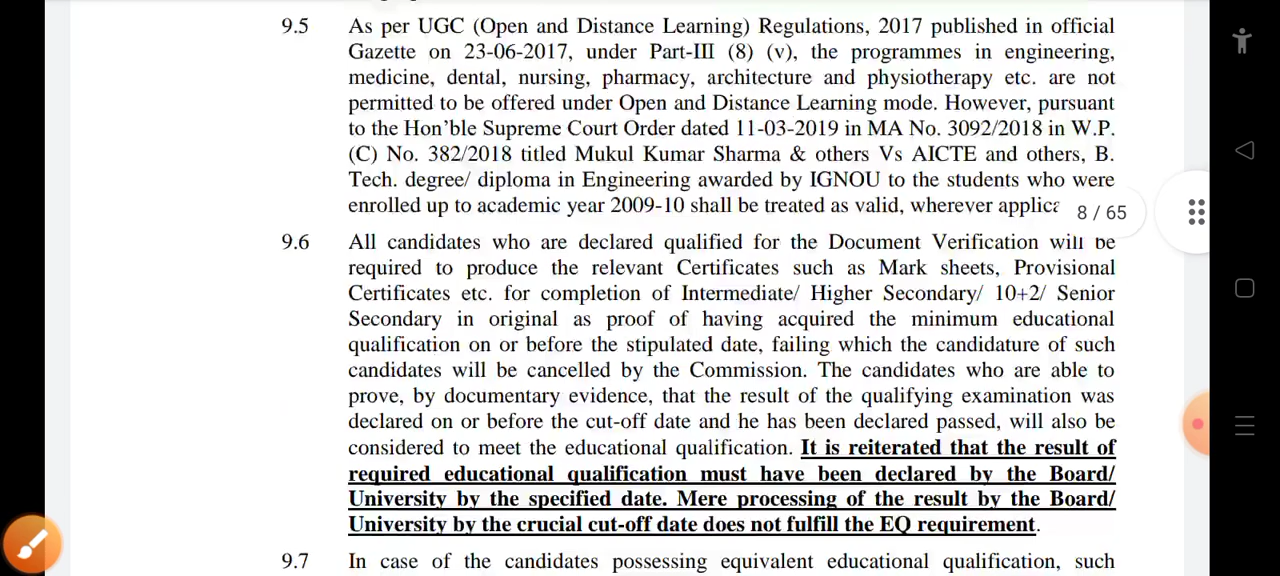 9.5 As per UGC (Open and Distance Learning) Regulations, 2017 published in official
Gazette on 23-06-2017, under Part-III (8) (v), the programmes in engineering,
medicine, dental, nursing, pharmacy, architecture and physiotherapy etc. are not
permitted to be offered under Open and Distance Learning mode. However, pursuant
to the Hon'ble Supreme Court Order dated 11-03-2019 in MA No. 3092/2018 in W.P.
(C) No. 382/2018 titled Mukul Kumar Sharma & others Vs AICTE and others, B.
Tech. degree/ diploma in Engineering awarded by IGNOU to the students who were
enrolled up to academic year 2009-10 shall be treated as valid, wherever applica
8 / 65
9.6 All candidates who are declared qualified for the Document Verification will be
required to produce the relevant Certificates such as Mark sheets, Provisional
Certificates etc. for completion of Intermediate/ Higher Secondary/ 10+2/ Senior
Secondary in original as proof of having acquired the minimum educational
qualification on or before the stipulated date, failing which the candidature of such
candidates will be cancelled by the Commission. The candidates who are able to
prove, by documentary evidence, that the result of the qualifying examination was
declared on or before the cut-off date and he has been declared passed, will also be
considered to meet the educational qualification. It is reiterated that the result of
required educational qualification must have been declared by the Board/
University by the specified date. Mere processing of the result by the Board/
University by the crucial cut-off date does not fulfill the EQ requirement.
9.7 In case of the candidates possessing equivalent educational qualification, such